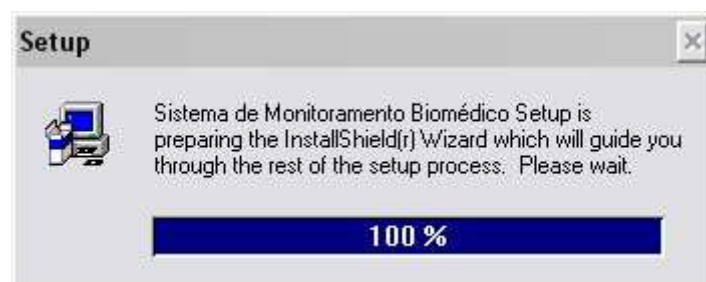 Setup
Sistema de Monitoramento Biomédico Setup is
preparing the InstallShield(r) Wizard which will guide you
through the rest of the setup process.  Please wait.
100 %